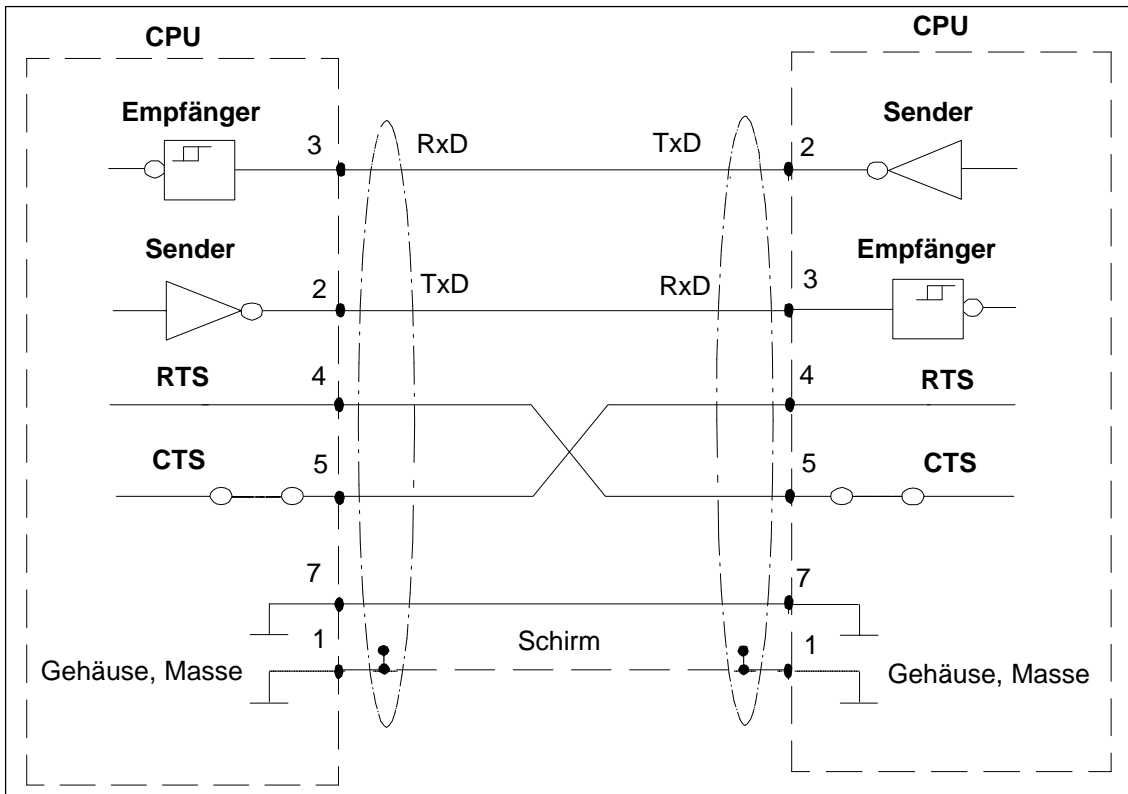 CPU
CPU
Empfänger
Sender
3
RxD
TxD
2
Sender
Empfänger
2
TxD
RxD
3
RTS
4
4
RTS
CTS
5
5
CTS
7
7
1
Schirm
1
Gehäuse, Masse
Gehäuse, Masse